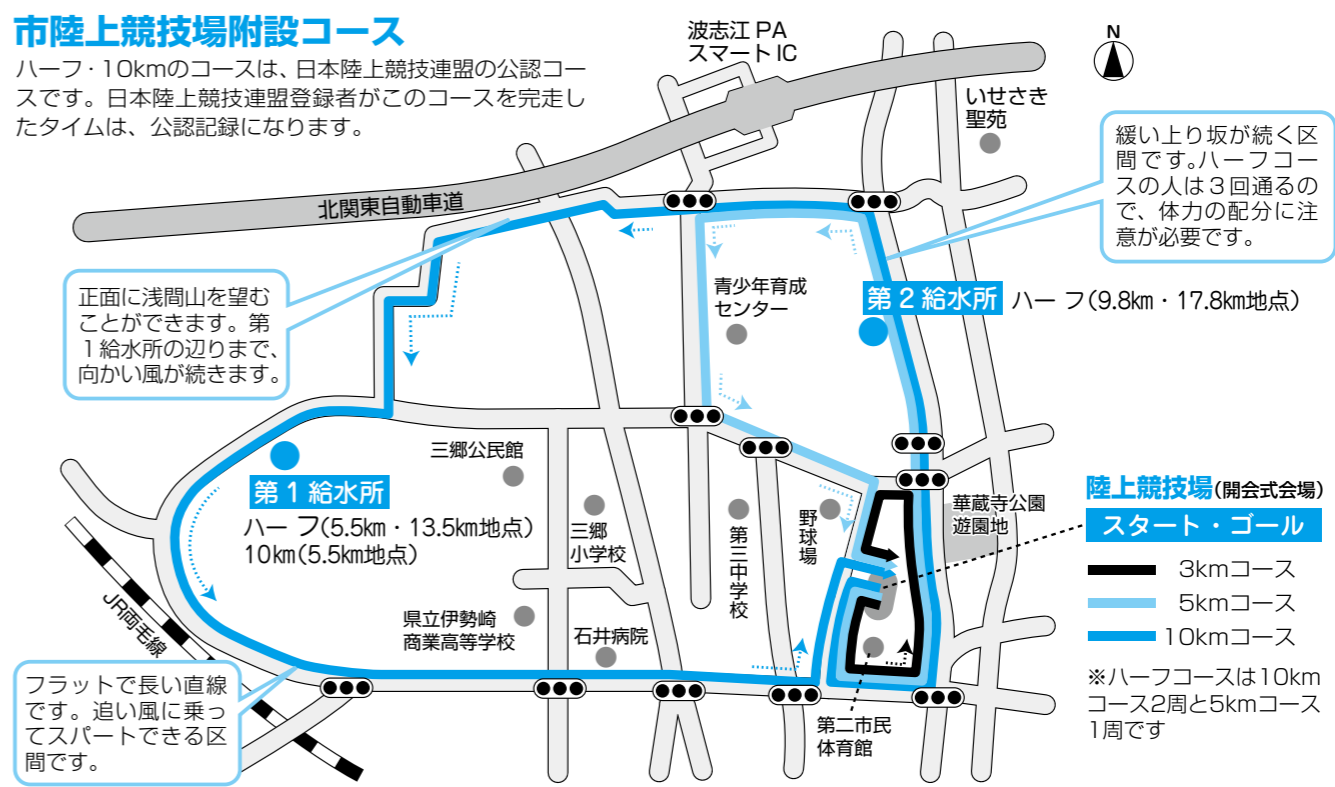 市陸上競技場附設コース
ハーフ・10kmのコースは、日本陸上競技連盟の公認コー
スです。日本陸上競技連盟登録者がこのコースを完走し
たタイムは、公認記録になります。
波志江 PA
スマート IC
N
いせさき
聖苑
緩い上り坂が続く区
間です。ハーフコー
スの人は3回通るの
で、体力の配分に注
意が必要です。
北関東自動車道
正面に浅間山を望む
ことができます。第
1給水所の辺りまで、
向かい風が続きます。
青少年育成
センター
第2給水所 ハーフ(9.8km・17.8km地点)
三郷公民館
第1給水所
ハーフ(5.5km・13.5km地点)
10km(5.5km地点)
三郷
小学校
第三中学校
野球場
華蔵寺公園
遊園地
陸上競技場(開会式会場)
スタート・ゴール
3kmコース
5kmコース
10kmコース
※ハーフコースは10km
コース2周と5kmコース
1周です
JR両毛線
県立伊勢崎
商業高等学校
石井病院
フラットで長い直線
です。追い風に乗っ
てスパートできる区
間です。
第二市民
体育館